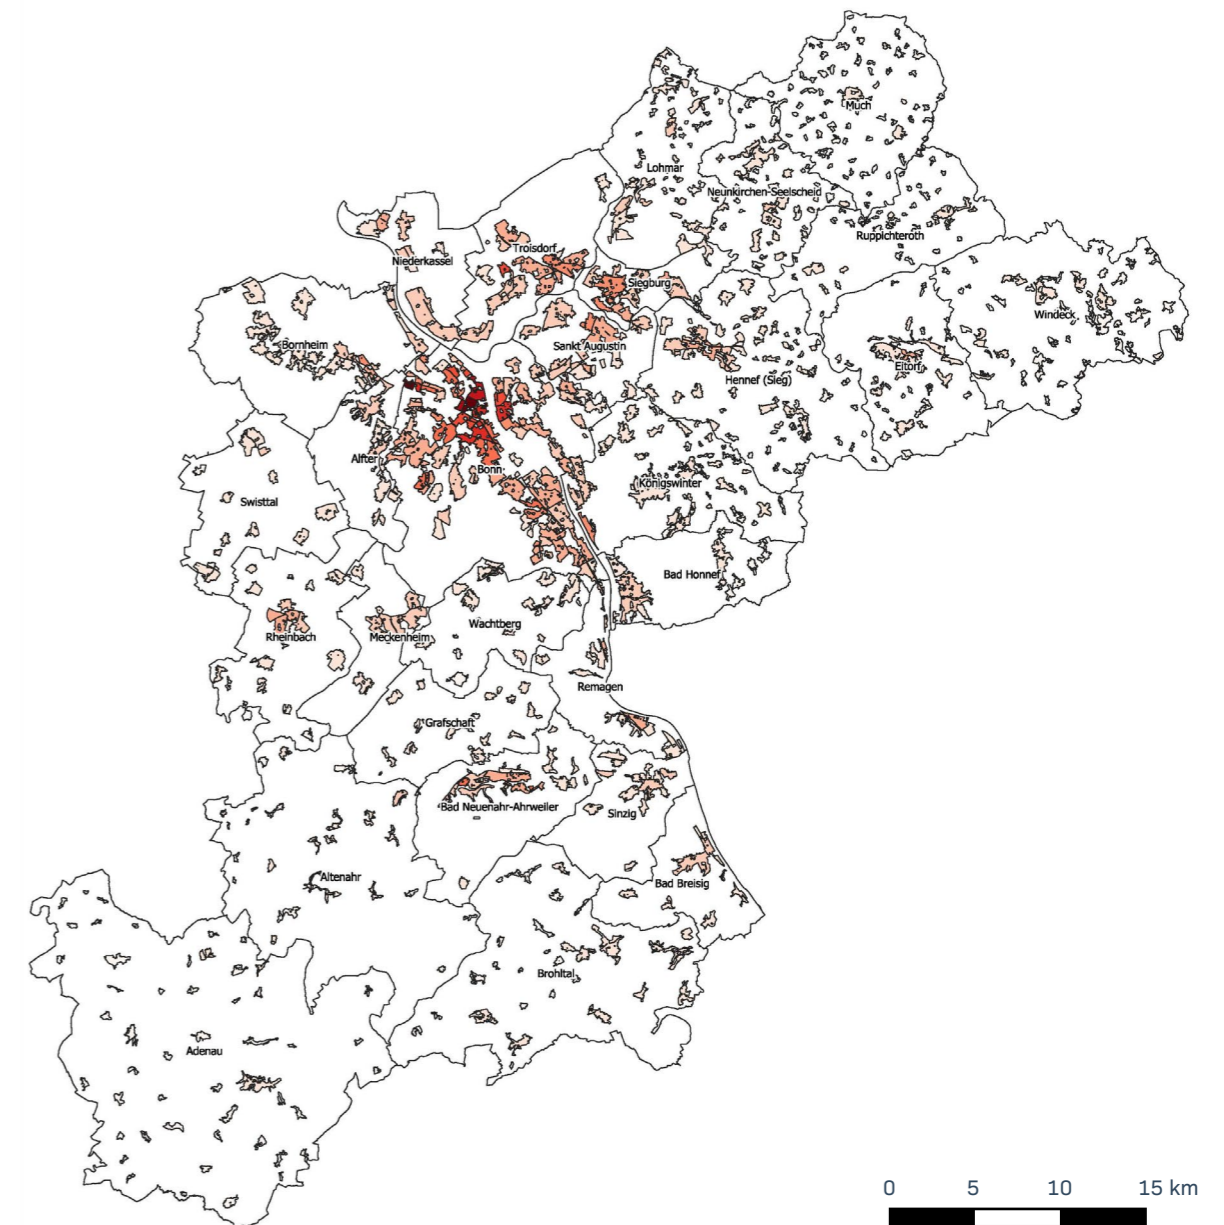 Much
Lohmar
Neunkirchen-Seelscheid
Ruppichteroth
Troisdorf
Niederkassel
Siegburg
Windeck
Bornheim
Sankt Augustin
Eitorf
Hennef (Sieg)
Alfter
Bonn
Königswinter
Swisttal
Bad Honnef
Wachtberg
Rheinbach
Meckenheim
Remagen
Grafschaft
Bad Neuenahr-Ahrweiler
Sinzig
Altenahr
Bad Breisig
Brohltal
Adenau
0 5 10 15 km